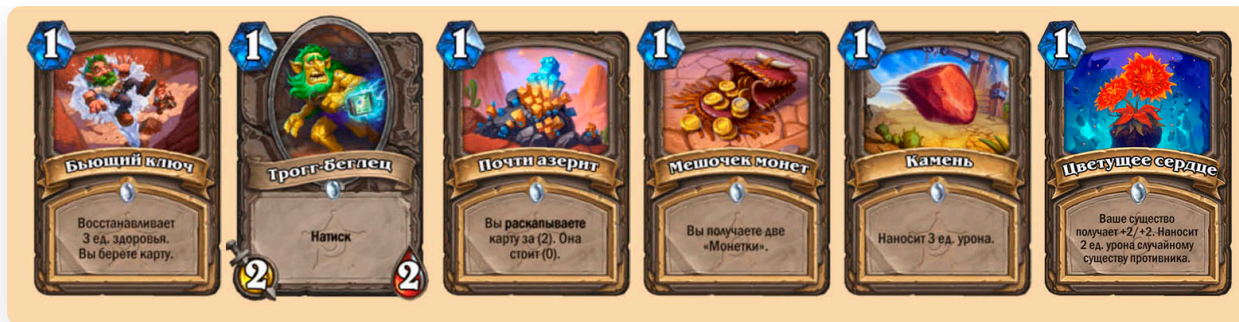 1
Бьющий ключ
Восстанавливает
3 ед. здоровья.
Вы берете карту.
1
Трогг-беглец
Натиск
2
2
1
Почти азерит
Вы раскапываете
карту за (2). Она
стоит (0).
1
Мешочек монет
Вы получаете две
«Монетки».
1
Камень
Наносит 3 ед. урона.
1
Цветущее сердце
Ваше существо
получает +2/+2. Наносит
2 ед. урона случайному
существу противника.